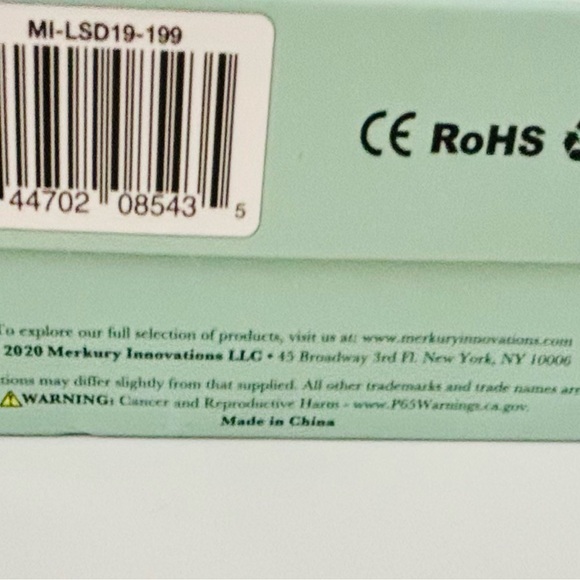 MI-LSD19-199
44702 08543 5
CE RoHS
To explore our full selection of products, visit us at: www.merkuryinnovations.com
2020 Merkury Innovations LLC • 45 Broadway 3rd Fl. New York, NY 10006
tions may differ slightly from that supplied. All other trademarks and trade names are
WARNING: Cancer and Reproductive Harm - www.P65Warnings.ca.gov.
Made in China